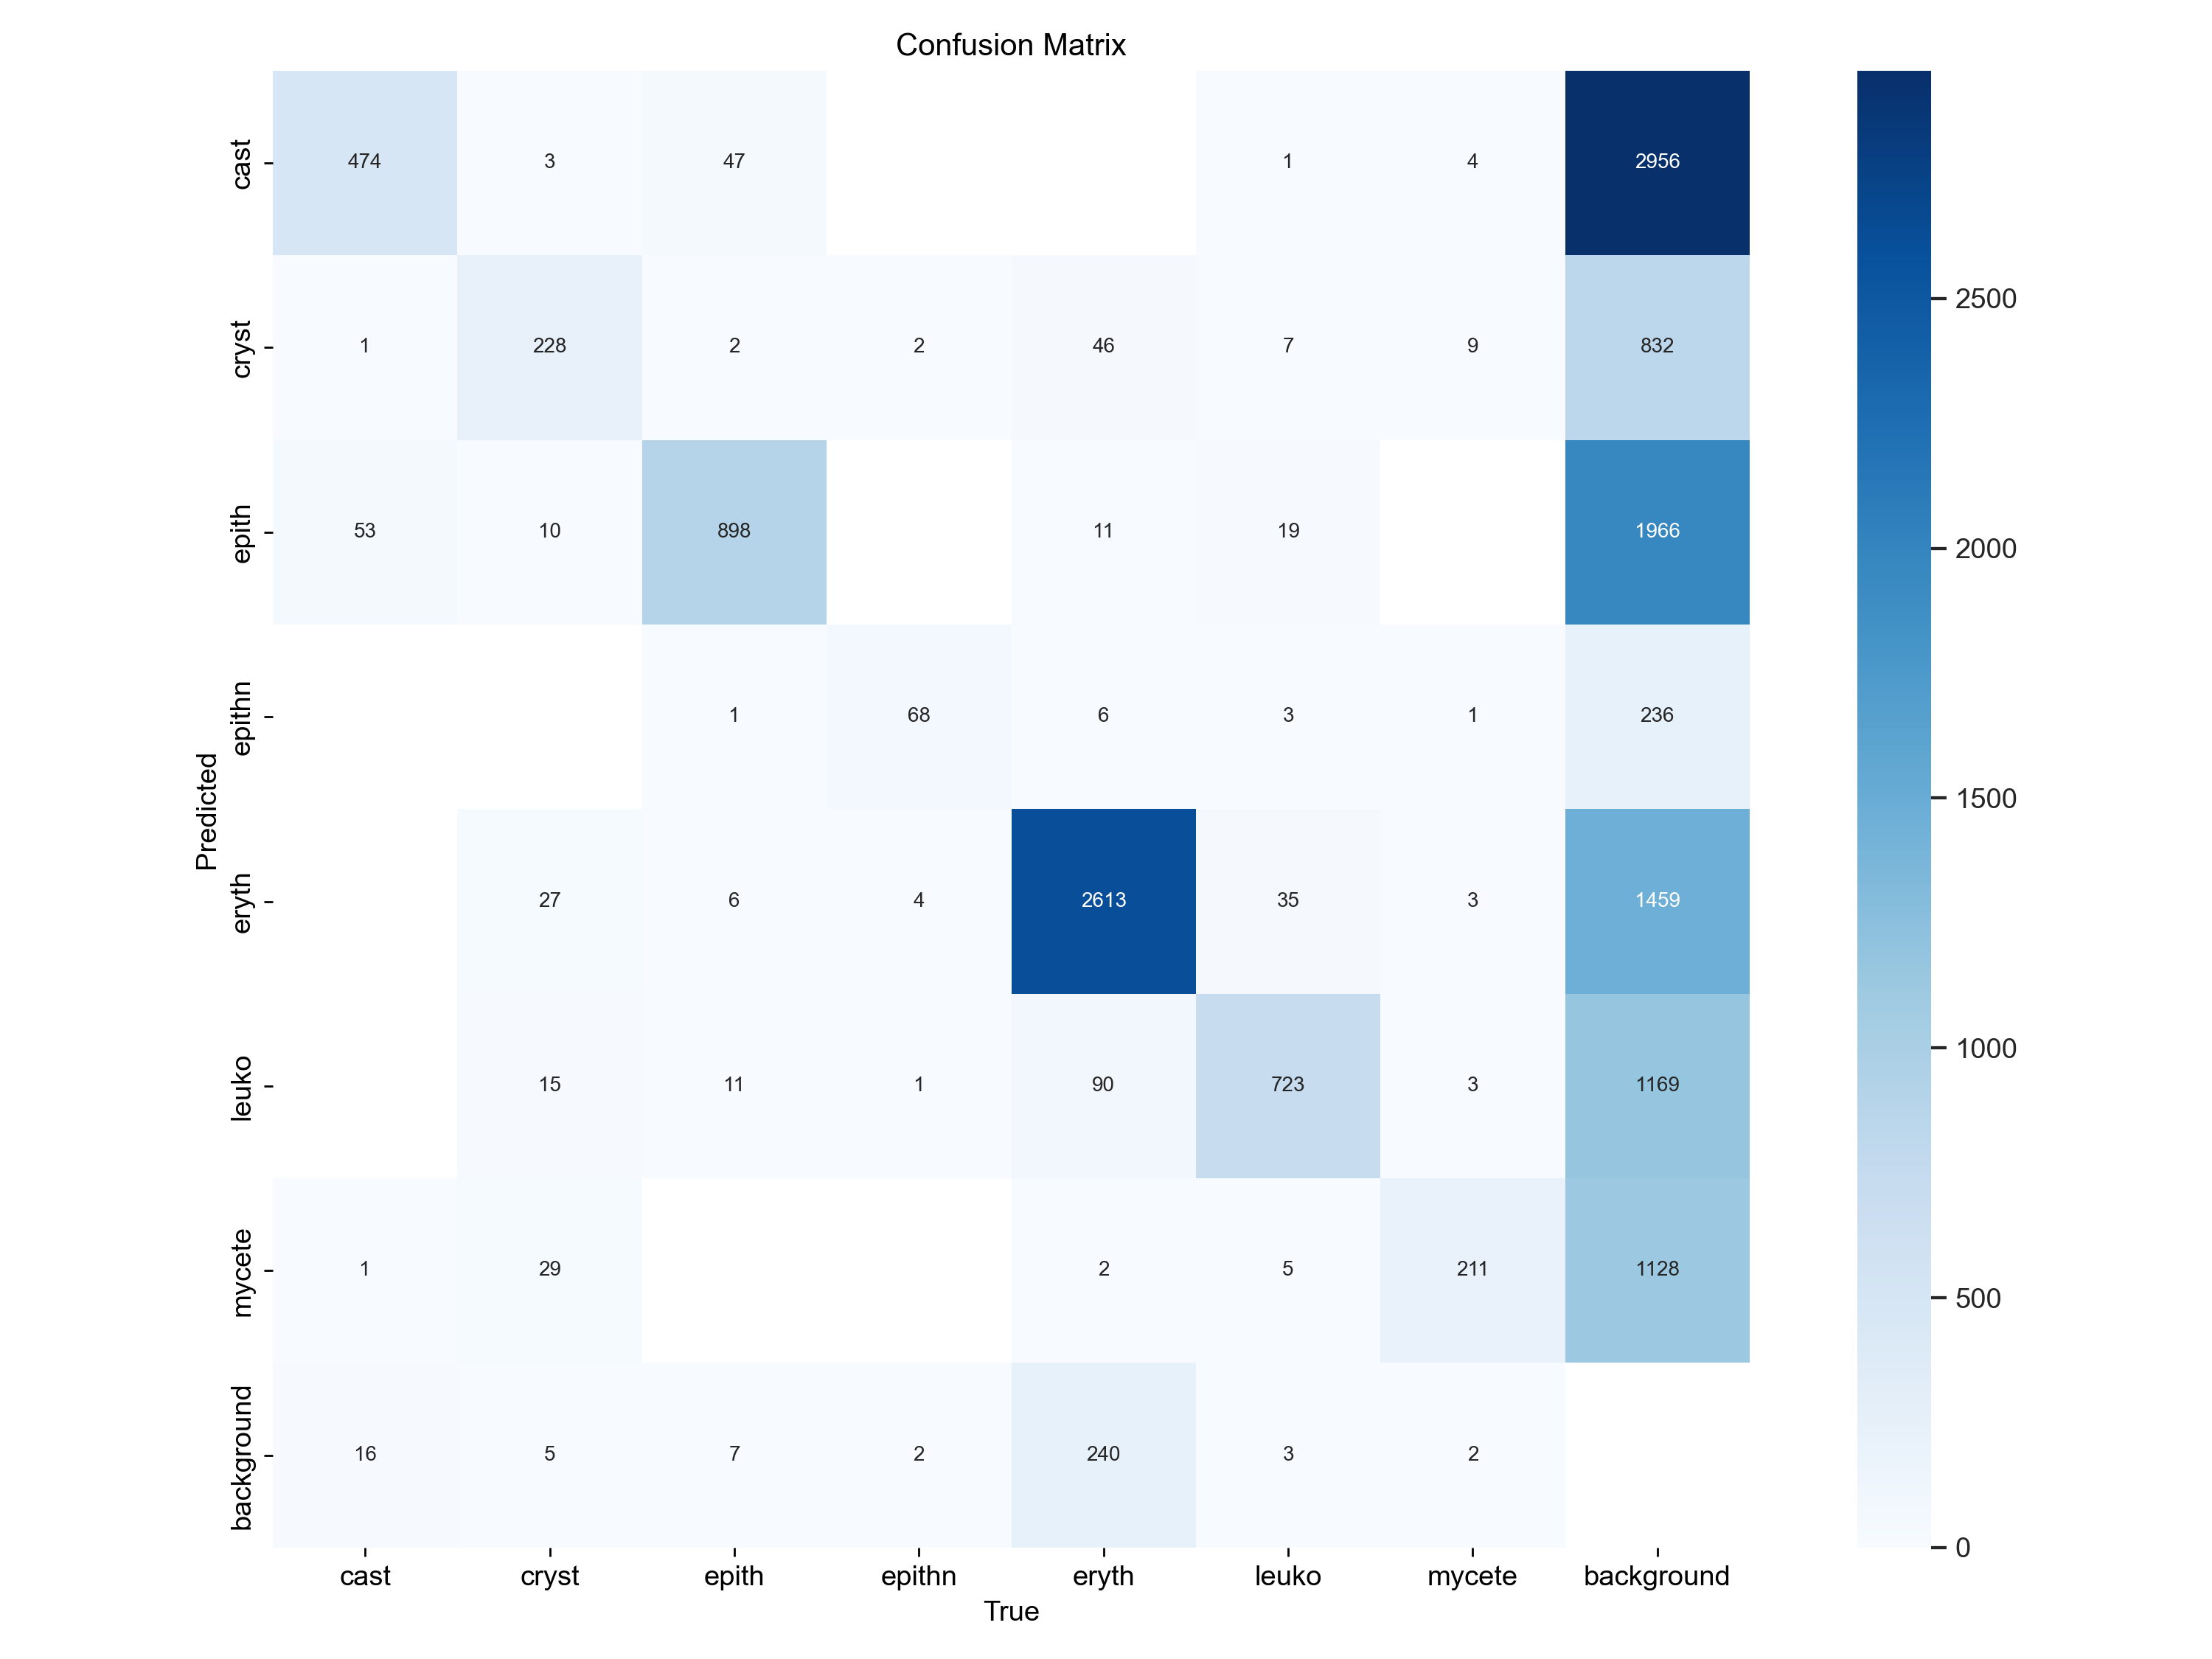 Confusion Matrix
cast 474 3 47 1 4 2956
cryst 1 228 2 2 46 7 9 832
epith 53 10 898 11 19 1966
epithn 1 68 6 3 1 236
eryth 27 6 4 2613 35 3 1459
leuko 15 11 1 90 723 3 1169
mycete 1 29 2 5 211 1128
background 16 5 7 2 240 3 2
cast cryst epith epithn eryth leuko mycete background
True
Predicted
2500
2000
1500
1000
500
0